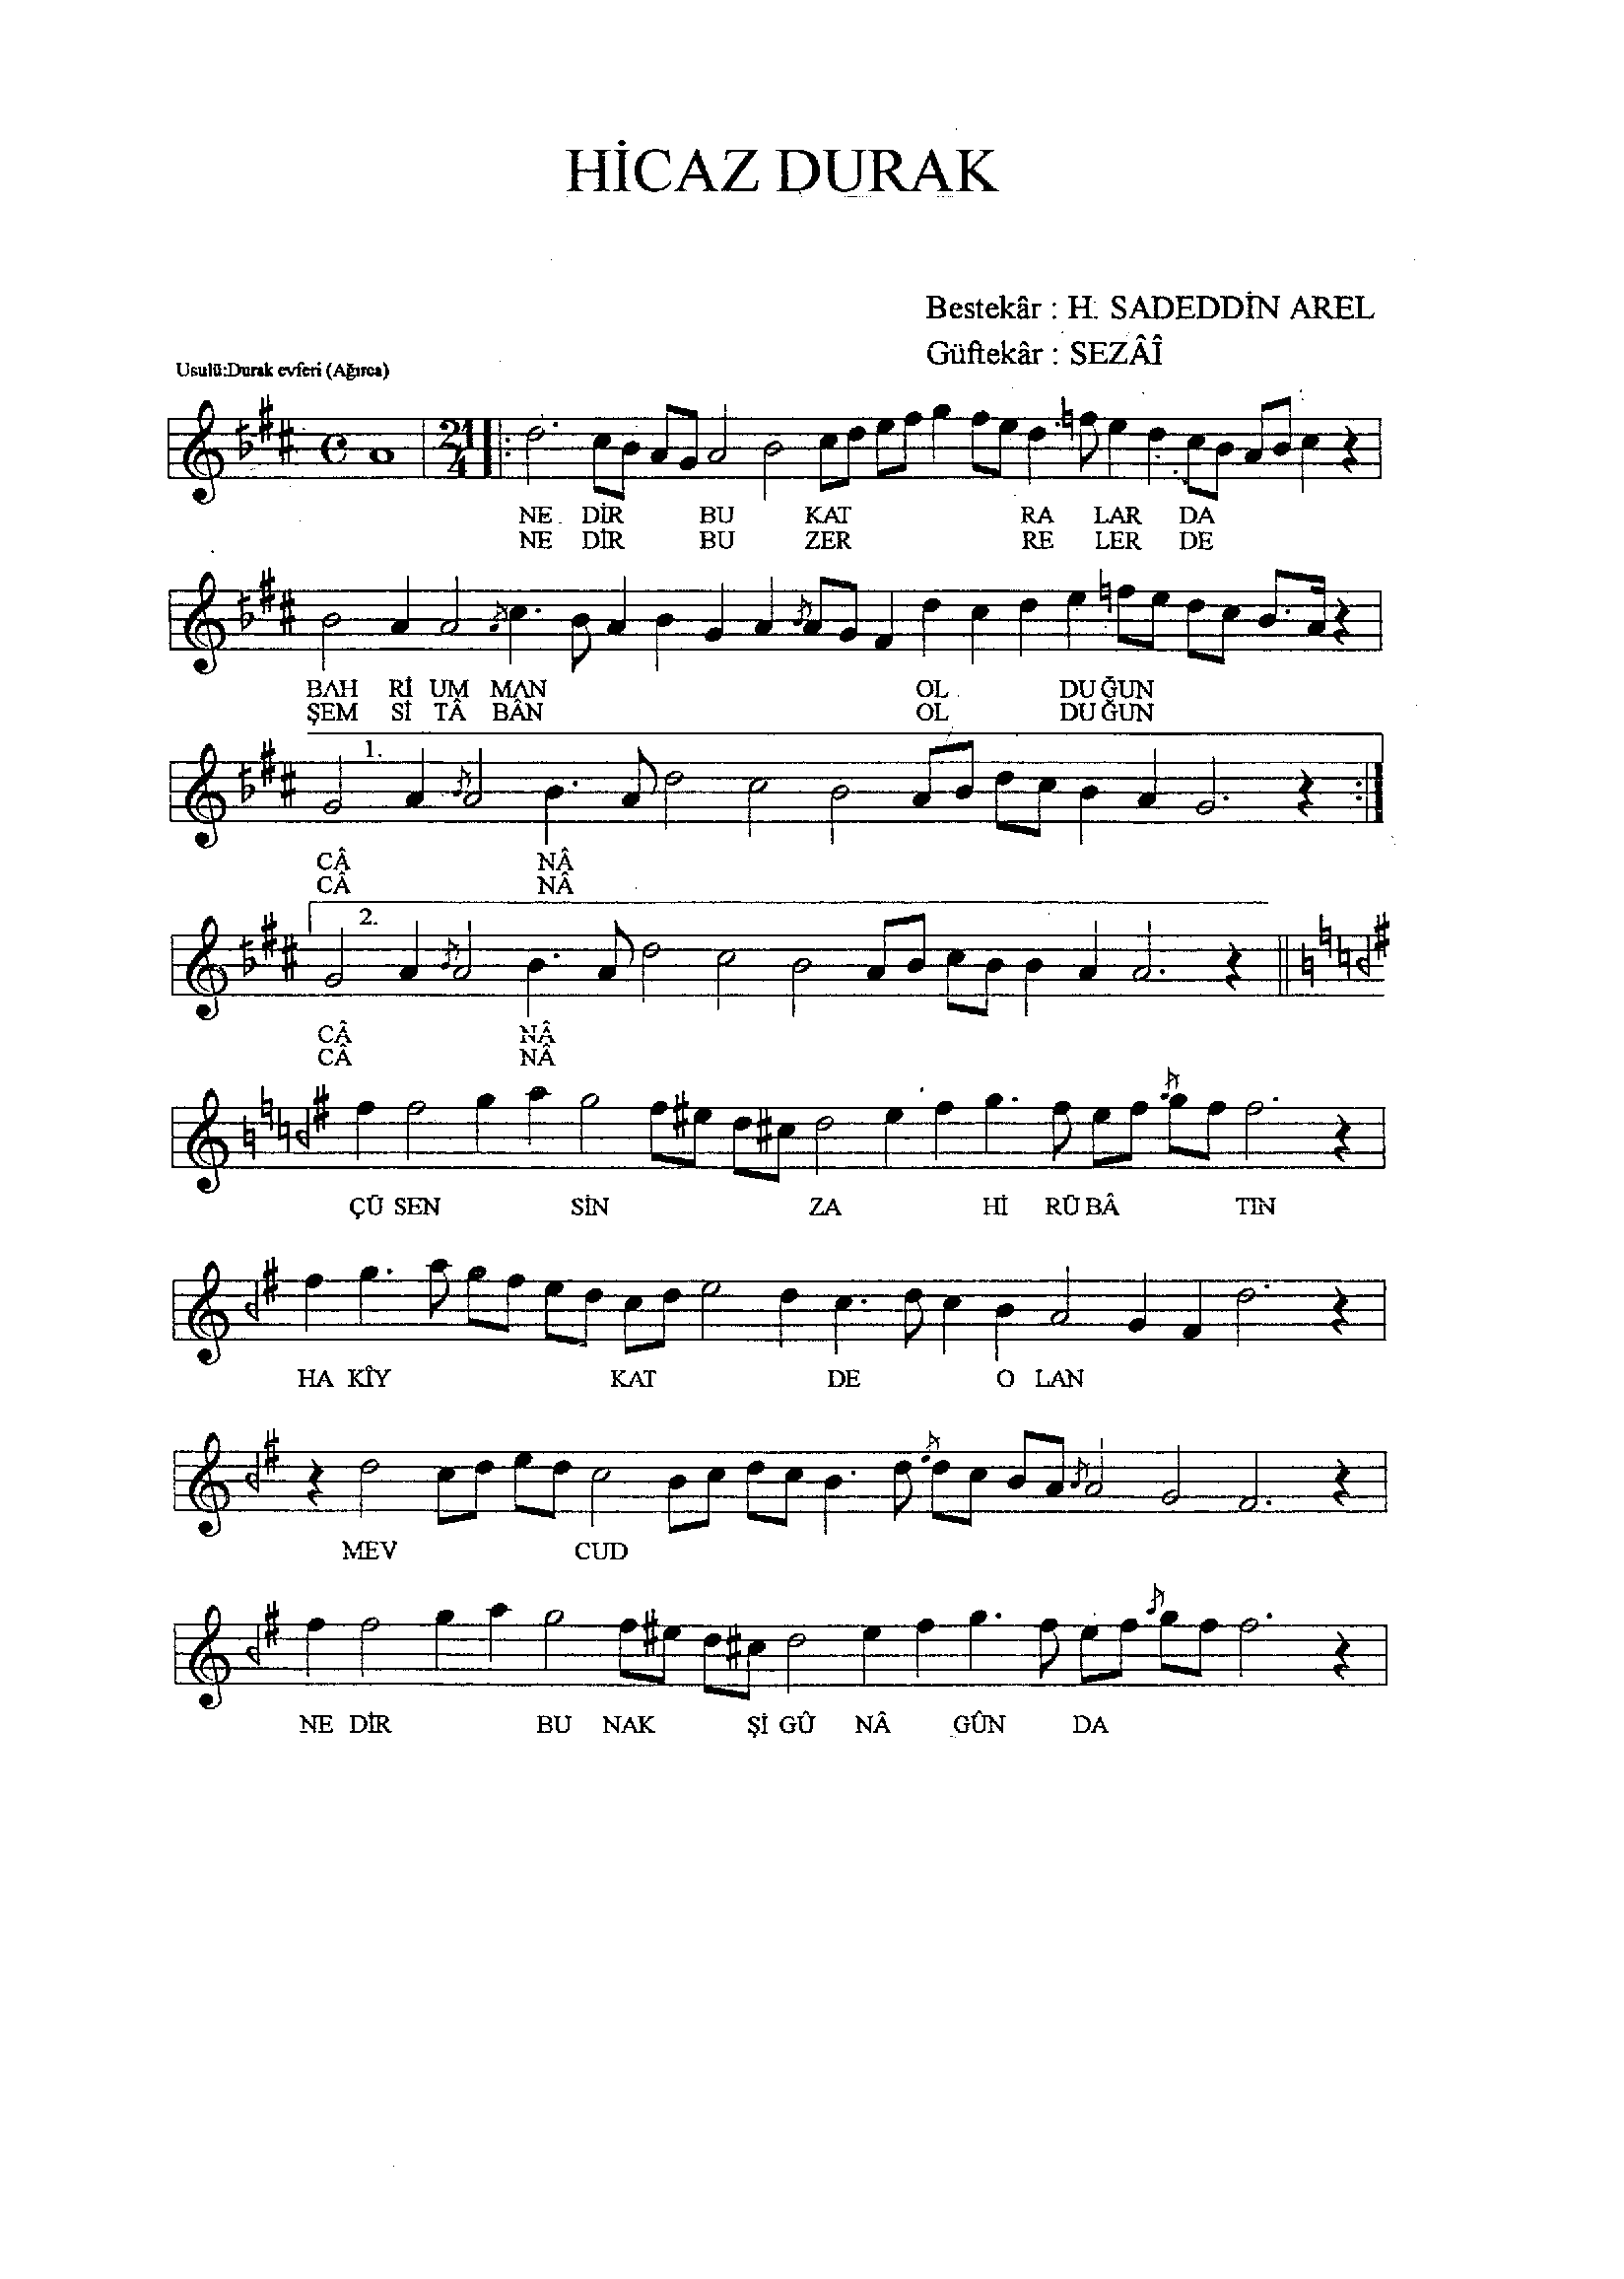 HİCAZ DURAK
Bestekâr : H. SADEDDİN AREL
Güftekâr : SEZÂÎ
Usulü:Durak evferi (Ağırca)
21
4
NE DİR BU KAT RA LAR DA
NE DİR BU ZER RE LER DE
BAH Rİ UM MAN OL DU ĞUN
ŞEM Sİ TÂ BÂN OL DU ĞUN
1.
CÂ NÂ
CÂ NÂ
2.
CÂ NÂ
CÂ NÂ
ÇÜ SEN SİN ZA Hİ RÜ BÂ TIN
HA KÎY KAT DE O LAN
MEV CUD
NE DİR BU NAK Şİ GÛ NÂ GÛN DA